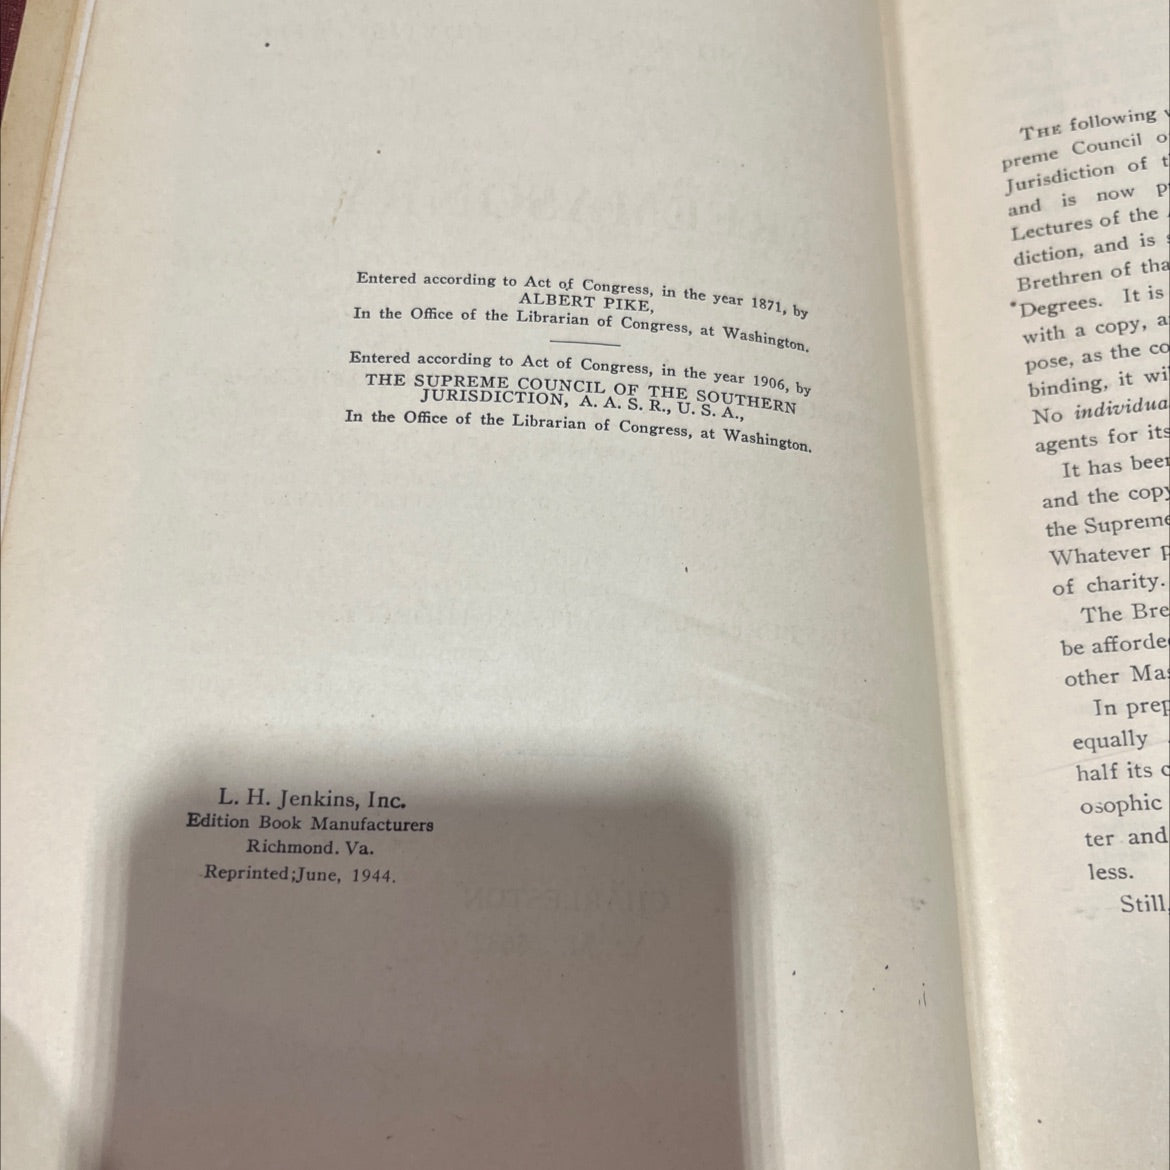 Entered according to Act of Congress, in the year 1871, by
ALBERT PIKE,
In the Office of the Librarian of Congress, at Washington.
Entered according to Act of Congress, in the year 1906, by
THE SUPREME COUNCIL OF THE SOUTHERN
JURISDICTION, A. A. S. R., U. S. A.,
In the Office of the Librarian of Congress, at Washington.
L. H. Jenkins, Inc.
Edition Book Manufacturers
Richmond. Va.
Reprinted;June, 1944.
THE following
preme Council
Jurisdiction of
and is now
Lectures of the
diction, and is
Brethren of tha
*Degrees. It is
with a copy, a
pose, as the co
binding, it wil
No individua
agents for its
It has been
and the copy
the Supreme
Whatever p
of charity.
The Bre
be afforde
other Mas
In prep
equally
half its
osophic
ter and
less.
Still,